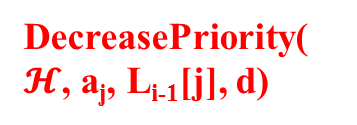 DecreasePriority(
ℋ, aⱼ, Lᵢ₋₁[j], d)